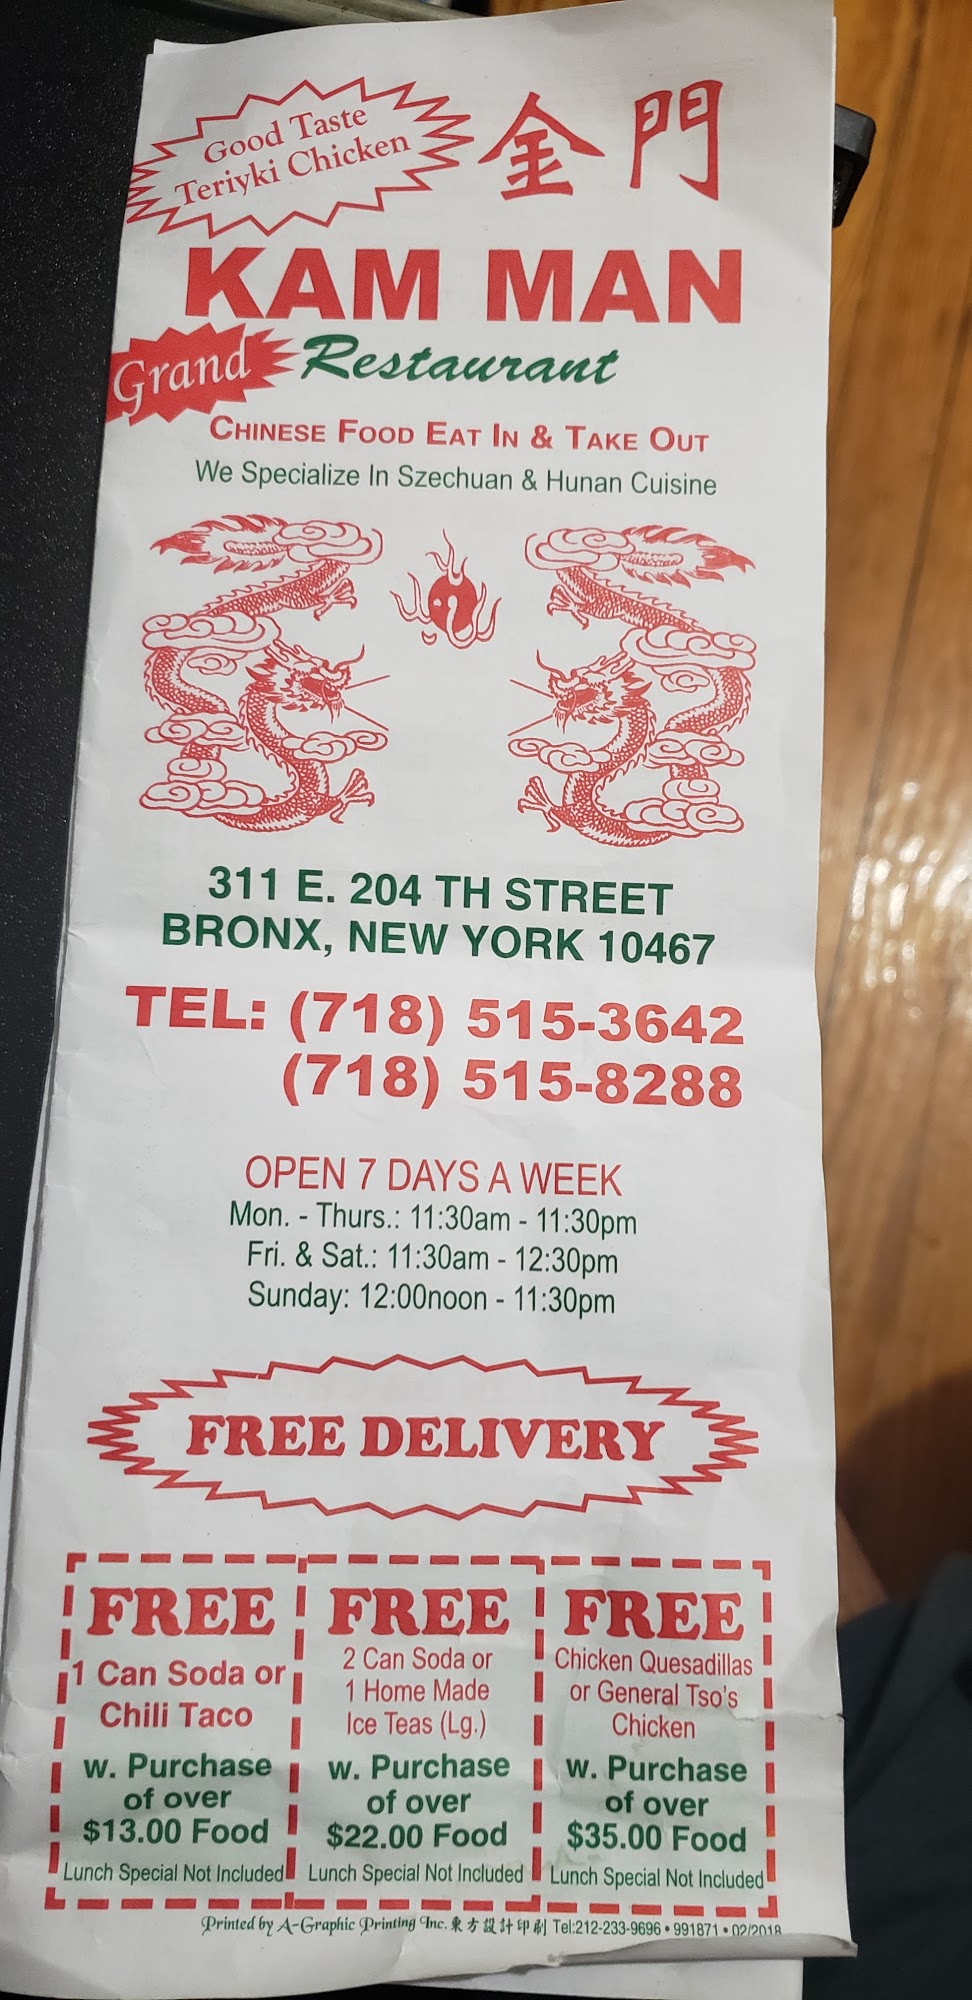 Good Taste
Teriyki Chicken
金門
KAM MAN
Grand Restaurant
CHINESE FOOD EAT IN & TAKE OUT
We Specialize In Szechuan & Hunan Cuisine
311 E. 204 TH STREET
BRONX, NEW YORK 10467
TEL: (718) 515-3642
(718) 515-8288
OPEN 7 DAYS A WEEK
Mon. - Thurs.: 11:30am - 11:30pm
Fri. & Sat.: 11:30am - 12:30pm
Sunday: 12:00noon - 11:30pm
FREE DELIVERY
FREE
1 Can Soda or
Chili Taco
w. Purchase
of over
$13.00 Food
Lunch Special Not Included
FREE
2 Can Soda or
1 Home Made
Ice Teas (Lg.)
w. Purchase
of over
$22.00 Food
Lunch Special Not Included
FREE
Chicken Quesadillas
or General Tso's
Chicken
w. Purchase
of over
$35.00 Food
Lunch Special Not Included
Printed by A-Graphic Printing Inc. 東方設計印刷 Tel:212-233-9696 • 991871 • 02/2018